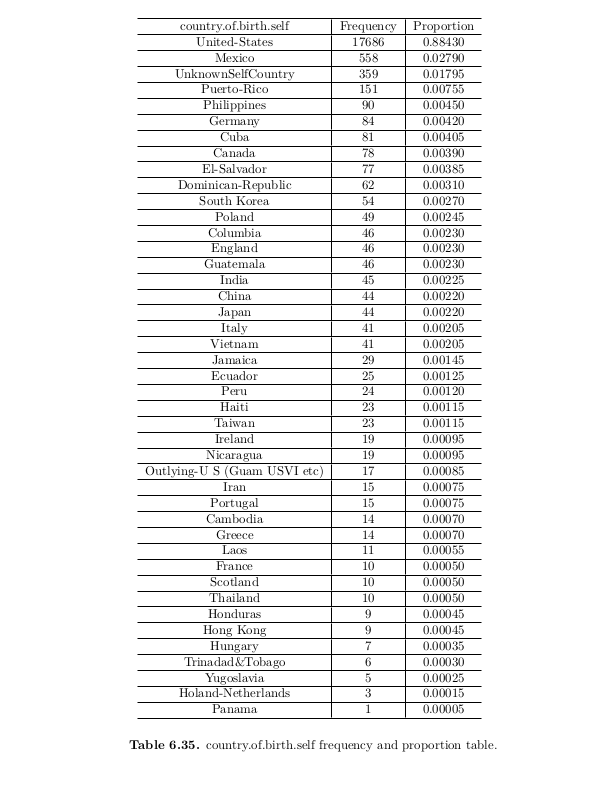 country.of.birth.self Frequency Proportion
United-States 17686 0.88430
Mexico 558 0.02790
UnknownSelfCountry 359 0.01795
Puerto-Rico 151 0.00755
Philippines 90 0.00450
Germany 84 0.00420
Cuba 81 0.00405
Canada 78 0.00390
El-Salvador 77 0.00385
Dominican-Republic 62 0.00310
South Korea 54 0.00270
Poland 49 0.00245
Columbia 46 0.00230
England 46 0.00230
Guatemala 46 0.00230
India 45 0.00225
China 44 0.00220
Japan 44 0.00220
Italy 41 0.00205
Vietnam 41 0.00205
Jamaica 29 0.00145
Ecuador 25 0.00125
Peru 24 0.00120
Haiti 23 0.00115
Taiwan 23 0.00115
Ireland 19 0.00095
Nicaragua 19 0.00095
Outlying-U S (Guam USVI etc) 17 0.00085
Iran 15 0.00075
Portugal 15 0.00075
Cambodia 14 0.00070
Greece 14 0.00070
Laos 11 0.00055
France 10 0.00050
Scotland 10 0.00050
Thailand 10 0.00050
Honduras 9 0.00045
Hong Kong 9 0.00045
Hungary 7 0.00035
Trinadad&Tobago 6 0.00030
Yugoslavia 5 0.00025
Holand-Netherlands 3 0.00015
Panama 1 0.00005
Table 6.35. country.of.birth.self frequency and proportion table.